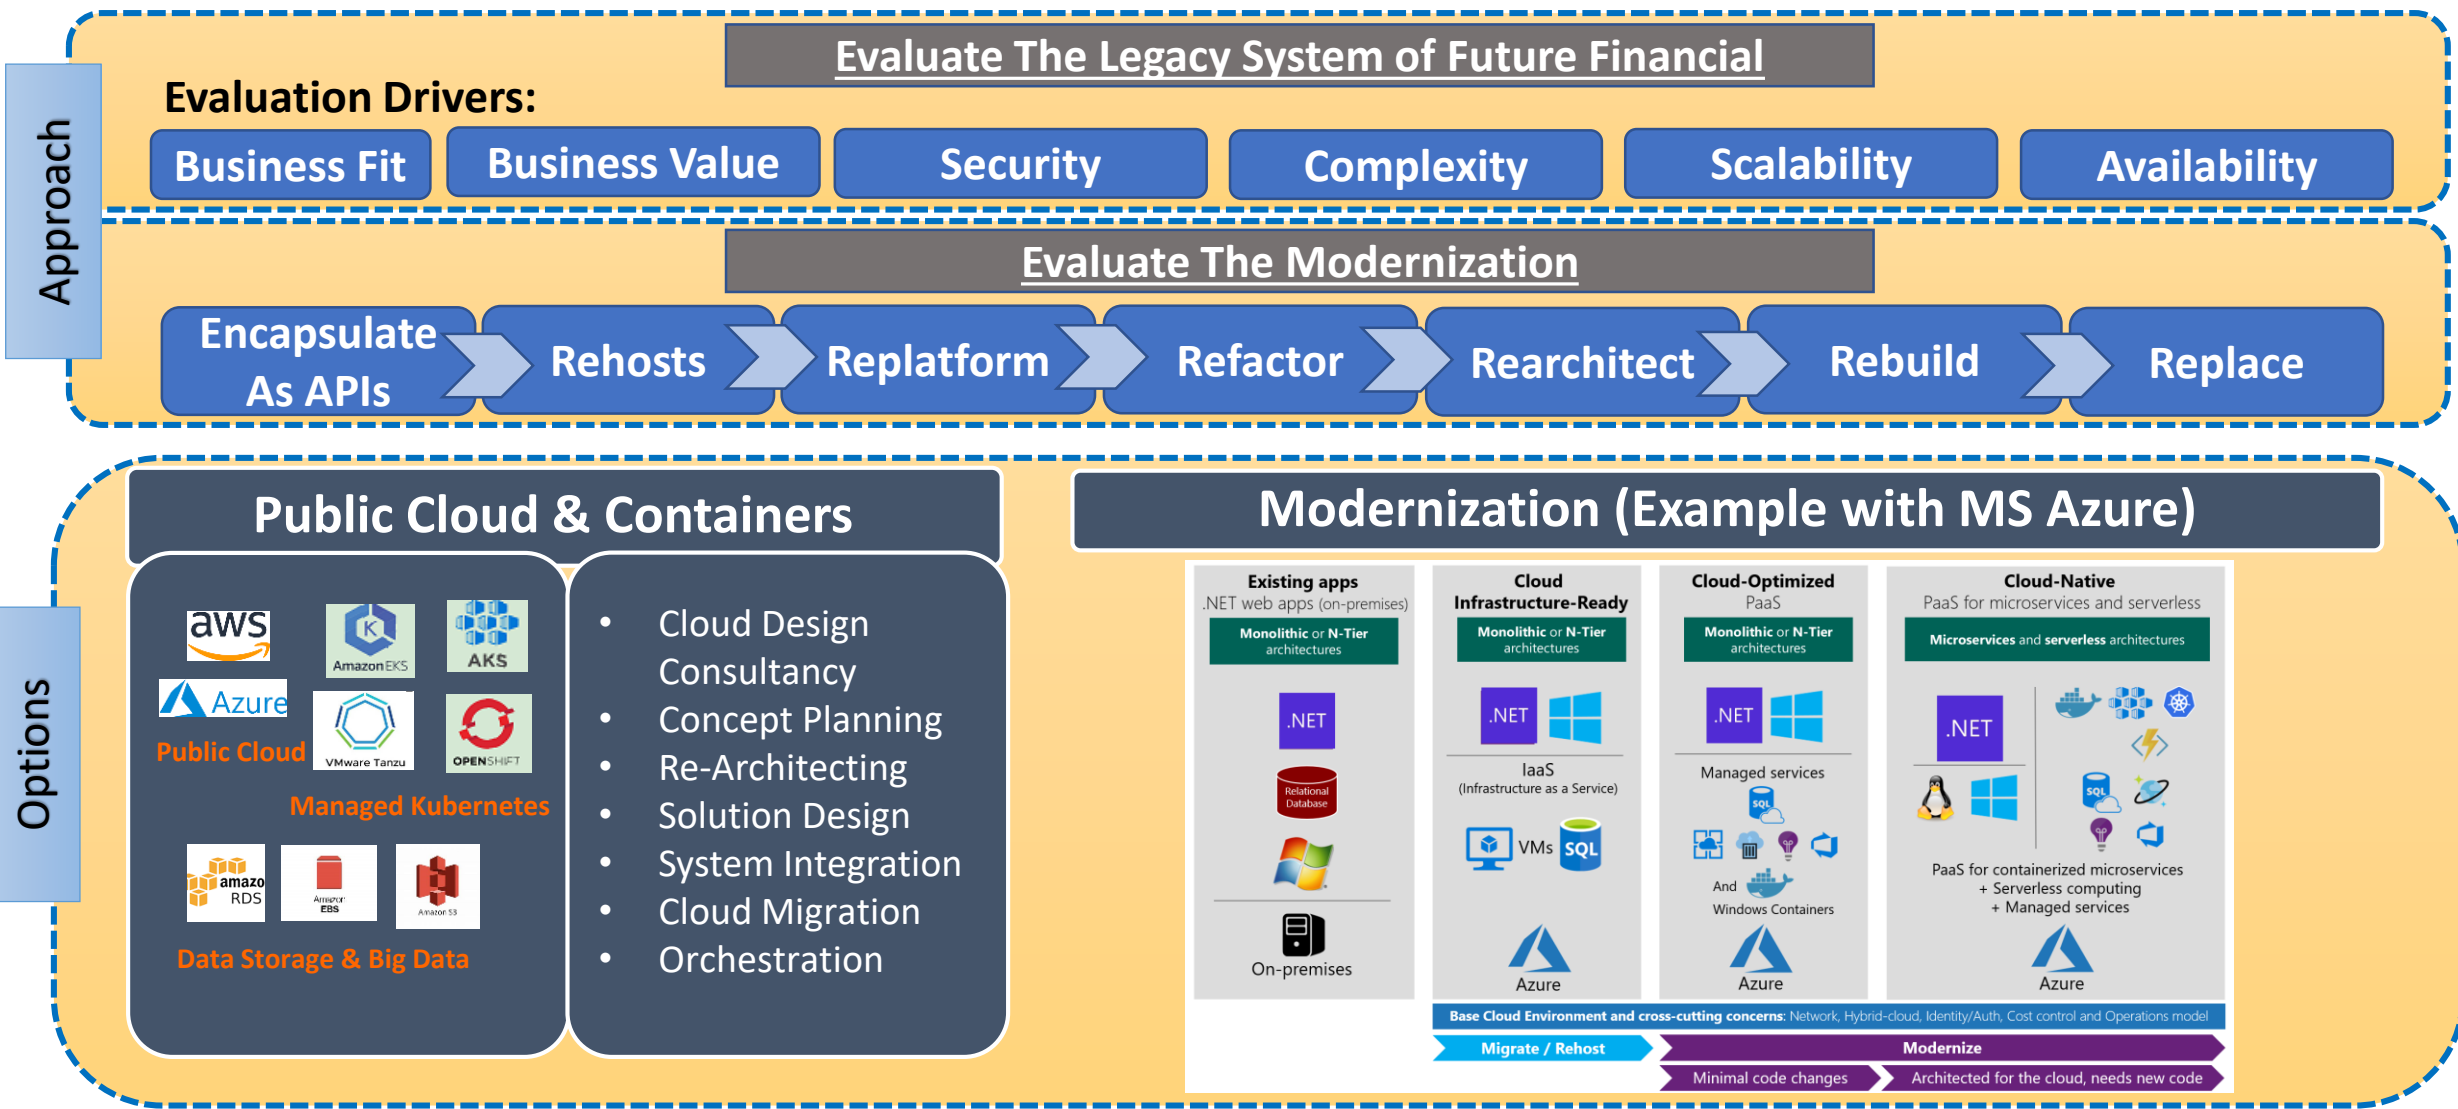 Evaluate The Legacy System of Future Financial
Approach
Evaluation Drivers:
Business Fit
Business Value
Security
Complexity
Scalability
Availability
Evaluate The Modernization
Encapsulate
As APIs
Rehosts
Replatform
Refactor
Rearchitect
Rebuild
Replace
Options
Public Cloud & Containers
aws
Amazon EKS
AKS
Azure
VMware Tanzu
OPENSHIFT
Public Cloud
Managed Kubernetes
amazo
RDS
Amazon
EBS
Amazon S3
Data Storage & Big Data
• Cloud Design
Consultancy
• Concept Planning
• Re-Architecting
• Solution Design
• System Integration
• Cloud Migration
• Orchestration
Modernization (Example with MS Azure)
Existing apps
.NET web apps (on-premises)
Monolithic or N-Tier
architectures
.NET
Relational
Database
On-premises
Cloud
Infrastructure-Ready
Monolithic or N-Tier
architectures
.NET
IaaS
(Infrastructure as a Service)
VMs
SQL
Azure
Cloud-Optimized
PaaS
Monolithic or N-Tier
architectures
.NET
Managed services
SQL
And
Windows Containers
Azure
Cloud-Native
PaaS for microservices and serverless
Microservices and serverless architectures
.NET
SQL
PaaS for containerized microservices
+ Serverless computing
+ Managed services
Azure
Base Cloud Environment and cross-cutting concerns: Network, Hybrid-cloud, Identity/Auth, Cost control and Operations model
Migrate / Rehost
Modernize
Minimal code changes
Architected for the cloud, needs new code